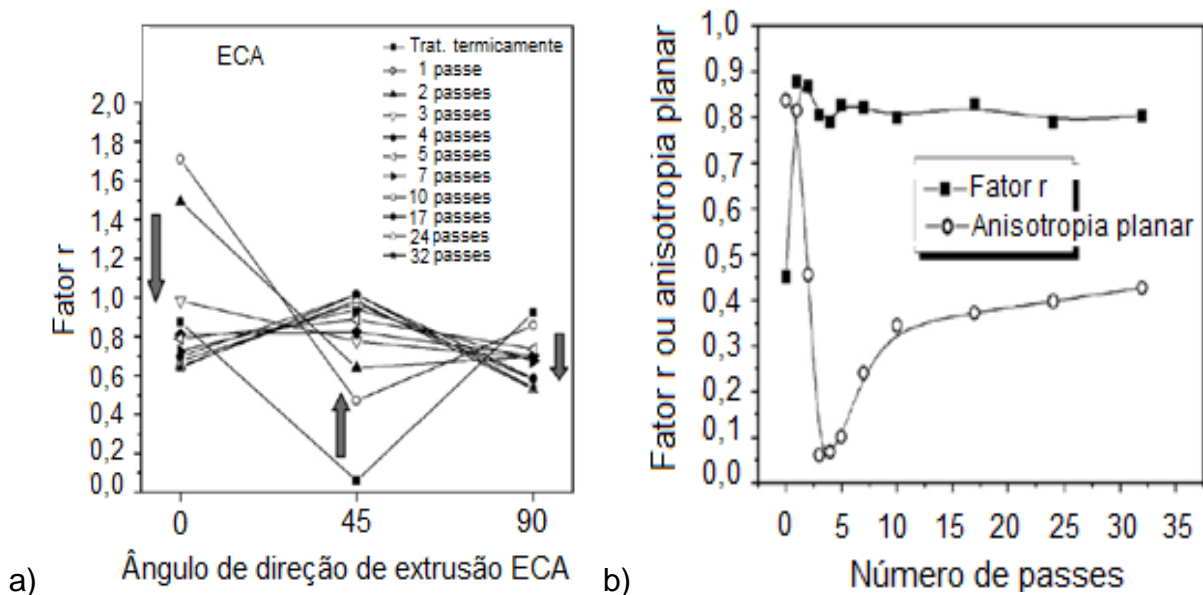 ECA
Trat. termicamente
1 passe
2 passes
3 passes
4 passes
5 passes
7 passes
10 passes
17 passes
24 passes
32 passes
Fator r
2,0
1,8
1,6
1,4
1,2
1,0
0,8
0,6
0,4
0,2
0,0
0 45 90
Ângulo de direção de extrusão ECA
a)
Fator r ou anisotropia planar
1,0
0,9
0,8
0,7
0,6
0,5
0,4
0,3
0,2
0,1
0,0
Fator r
Anisotropia planar
0 5 10 15 20 25 30 35
Número de passes
b)